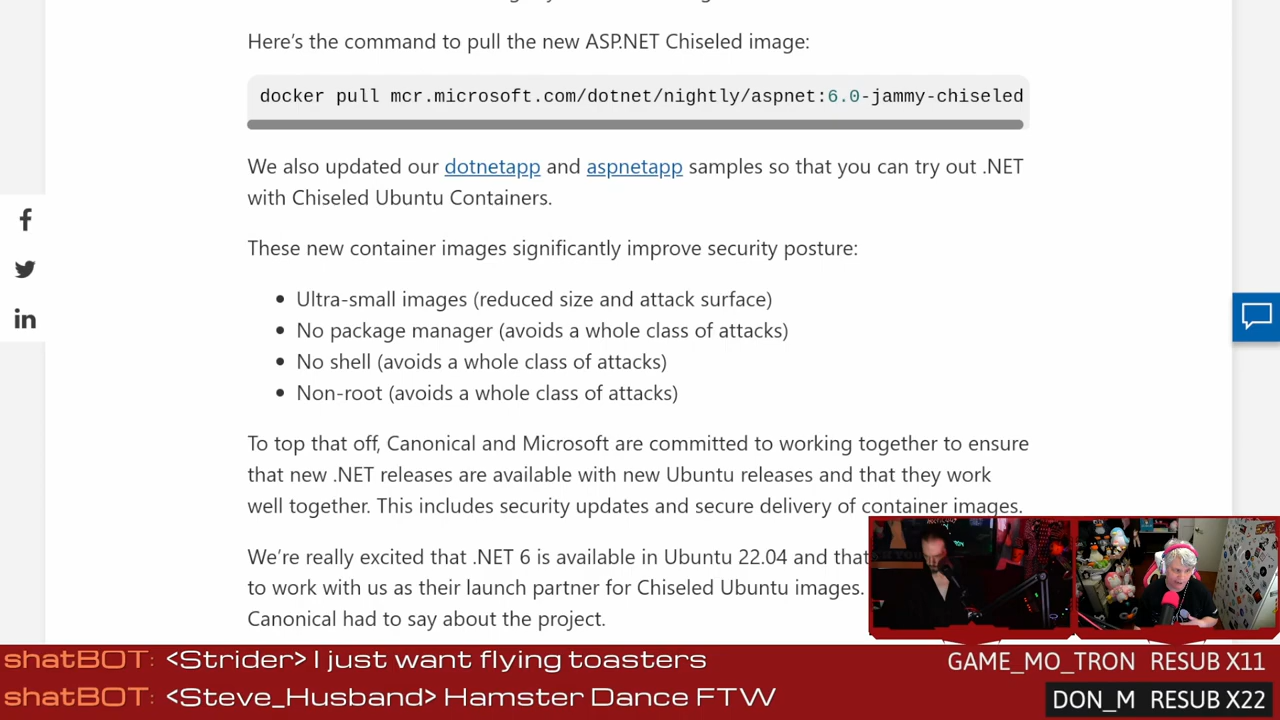 Here's the command to pull the new ASP.NET Chiseled image:
docker pull mcr.microsoft.com/dotnet/nightly/aspnet:6.0-jammy-chiseled
We also updated our dotnetapp and aspnetapp samples so that you can try out .NET
with Chiseled Ubuntu Containers.
These new container images significantly improve security posture:
• Ultra-small images (reduced size and attack surface)
• No package manager (avoids a whole class of attacks)
• No shell (avoids a whole class of attacks)
• Non-root (avoids a whole class of attacks)
To top that off, Canonical and Microsoft are committed to working together to ensure
that new .NET releases are available with new Ubuntu releases and that they work
well together. This includes security updates and secure delivery of container images.
We're really excited that .NET 6 is available in Ubuntu 22.04 and that
to work with us as their launch partner for Chiseled Ubuntu images.
Canonical had to say about the project.
shatBOT: <Strider> I just want flying toasters
GAME_MO_TRON RESUB X11
shatBOT: <Steve_Husband> Hamster Dance FTW
DON_M RESUB X22